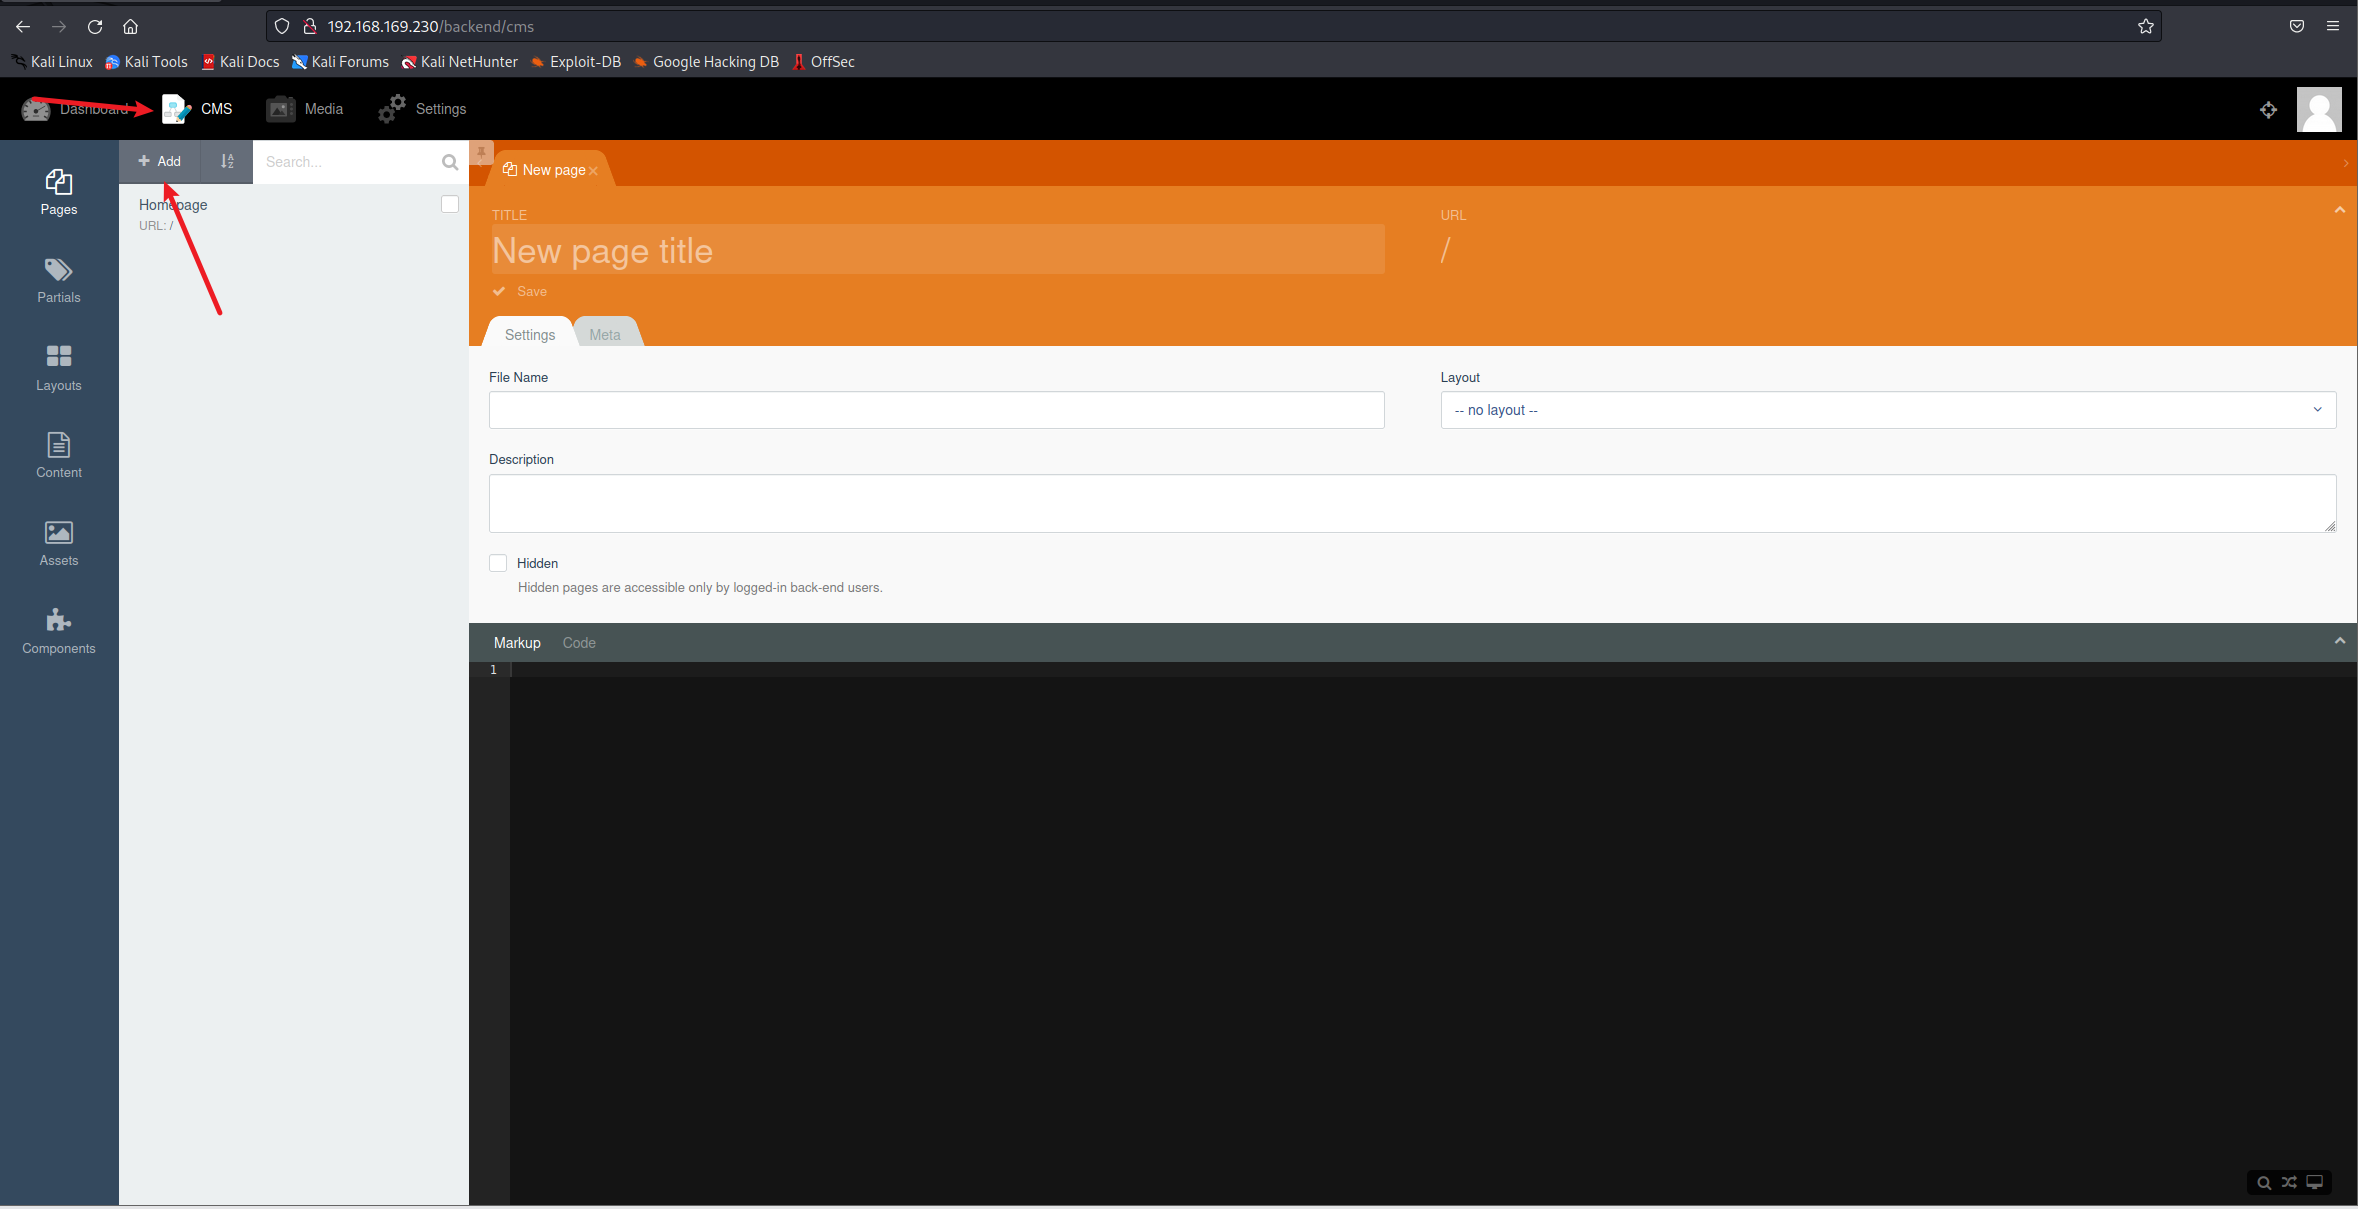 192.168.169.230/backend/cms
Kali Linux Kali Tools Kali Docs Kali Forums Kali NetHunter Exploit-DB Google Hacking DB OffSec
Dashboard CMS Media Settings
Add Search...
New page
Pages
Homepage
URL: /
TITLE URL
New page title /
Save
Partials
Settings Meta
Layouts
File Name Layout
-- no layout --
Content
Description
Assets
Hidden
Hidden pages are accessible only by logged-in back-end users.
Components
Markup Code
1